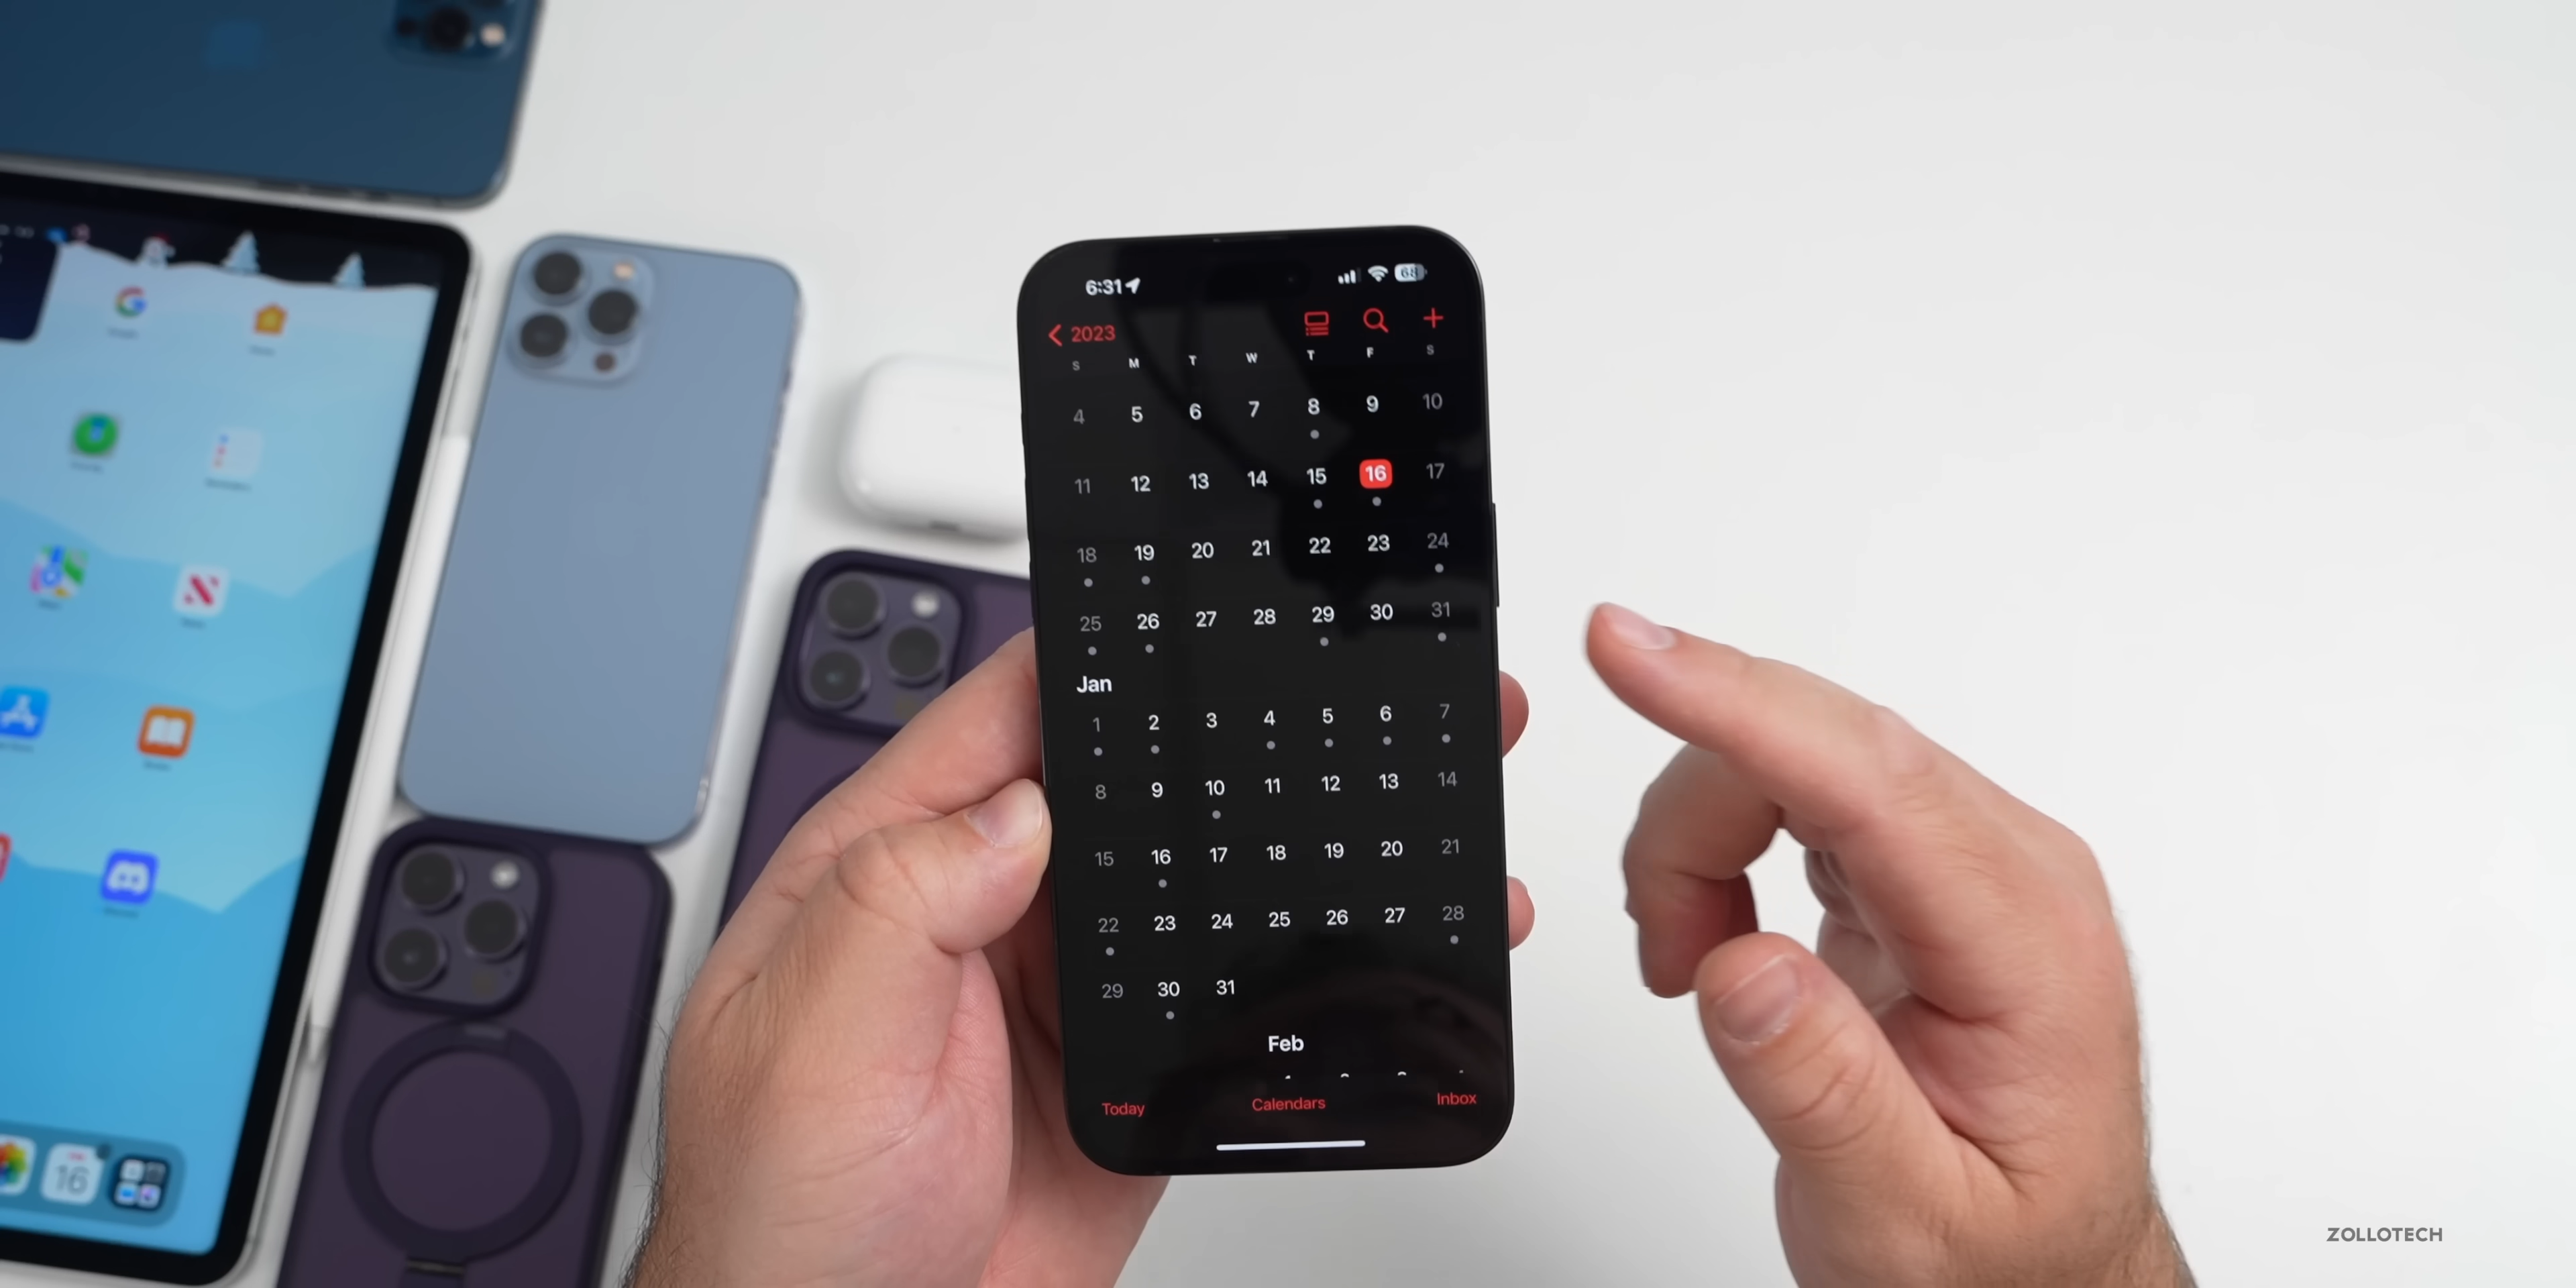 6:31
68
2023
S M T W T F S
4 5 6 7 8 9 10
11 12 13 14 15 16 17
18 19 20 21 22 23 24
25 26 27 28 29 30 31
Jan
1 2 3 4 5 6 7
8 9 10 11 12 13 14
15 16 17 18 19 20 21
22 23 24 25 26 27 28
29 30 31
Feb
Today Calendars Inbox
16
ZOLLOTECH